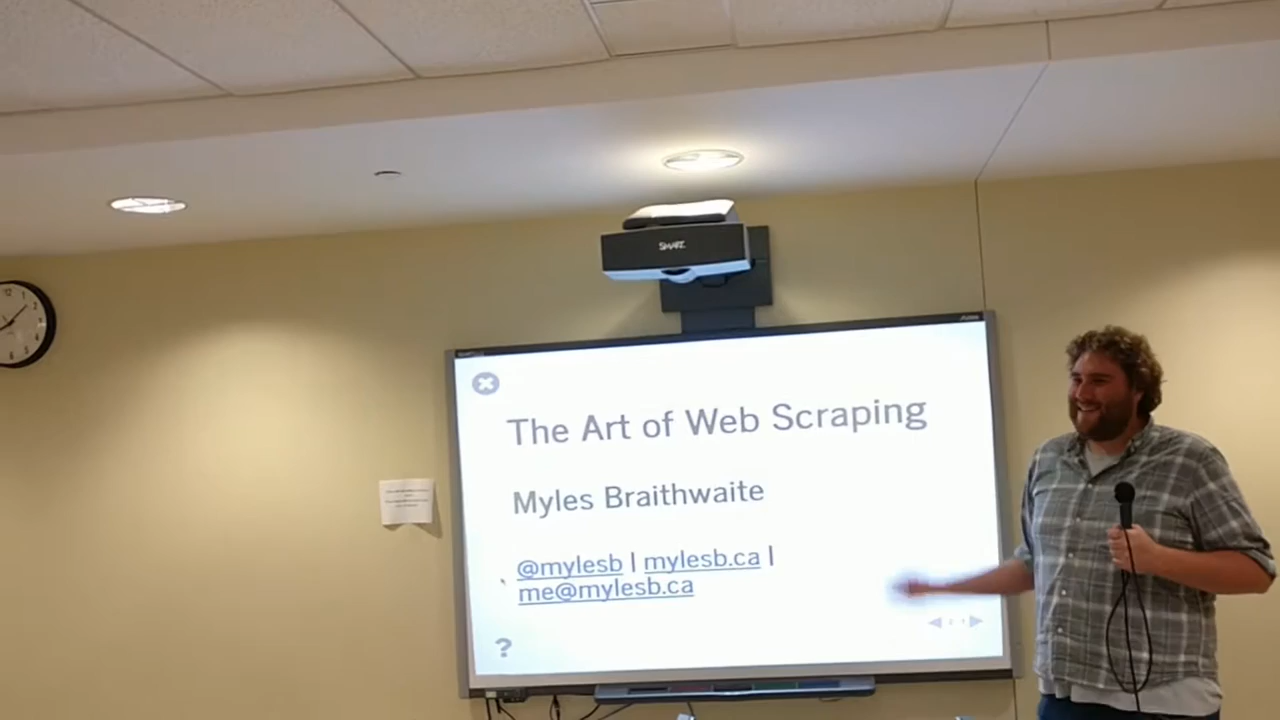 SMART
The Art of Web Scraping
Myles Braithwaite
@mylesb | mylesb.ca |
me@mylesb.ca
?